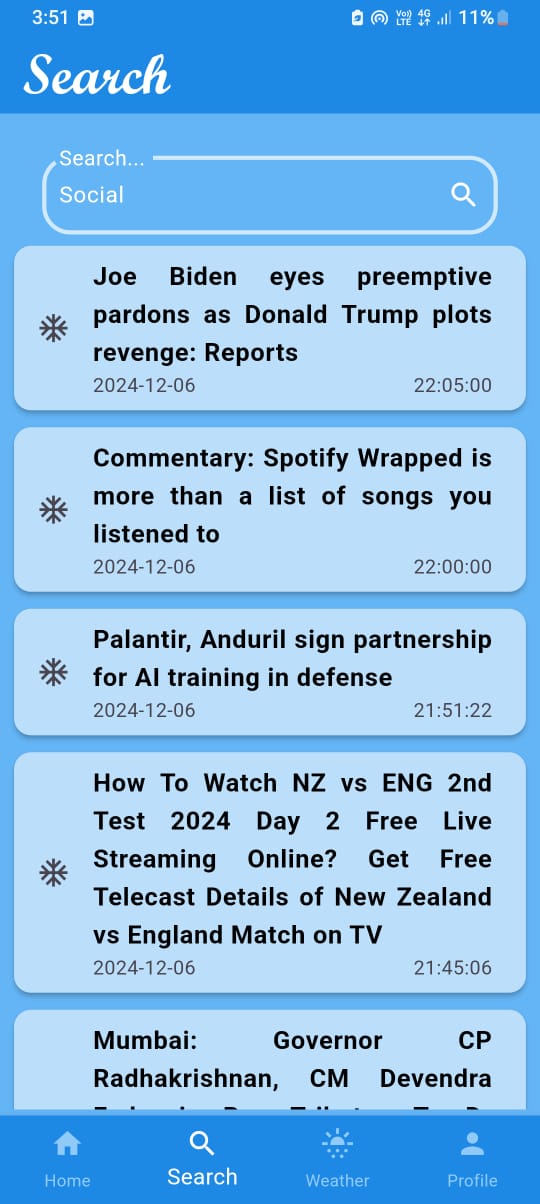 3:51
Vo)) LTE 4G 11%
Search
Search...
Social
Joe Biden eyes preemptive
pardons as Donald Trump plots
revenge: Reports
2024-12-06 22:05:00
Commentary: Spotify Wrapped is
more than a list of songs you
listened to
2024-12-06 22:00:00
Palantir, Anduril sign partnership
for AI training in defense
2024-12-06 21:51:22
How To Watch NZ vs ENG 2nd
Test 2024 Day 2 Free Live
Streaming Online? Get Free
Telecast Details of New Zealand
vs England Match on TV
2024-12-06 21:45:06
Mumbai: Governor CP
Radhakrishnan, CM Devendra
Home Search Weather Profile